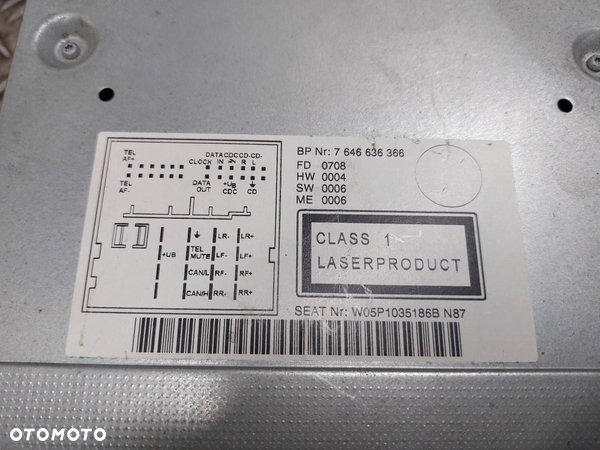 DATA CDC CD- CD-
TEL CLOCK IN R L
AF+
TEL DATA +UB
AF- OUT CDC CD
LR- LR+
+UB TEL LF- LF+
MUTE
CAN/L RF- RF+
CAN/H RR- RR+
BP Nr: 7 646 636 366
FD 0708
HW 0004
SW 0006
ME 0006
CLASS 1
LASERPRODUCT
SEAT Nr: W05P1035186B N87
OTOMOTO